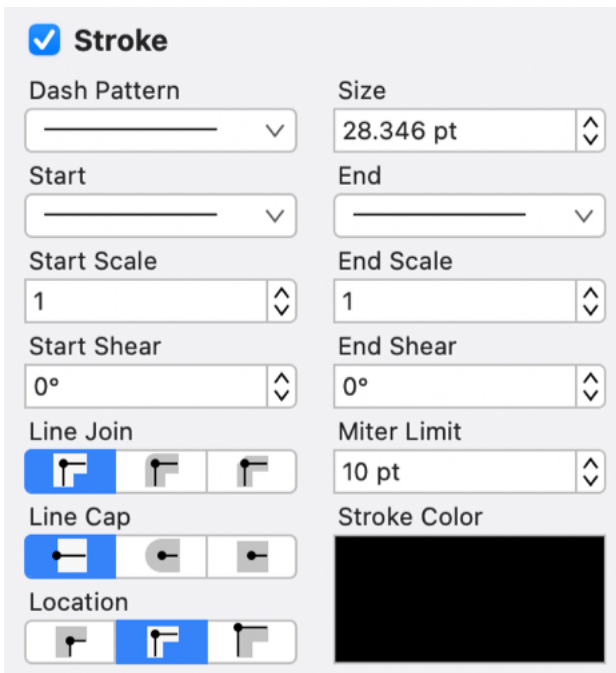 Stroke
Dash Pattern Size
28.346 pt
Start End
Start Scale End Scale
1 1
Start Shear End Shear
0° 0°
Line Join Miter Limit
10 pt
Line Cap Stroke Color
Location